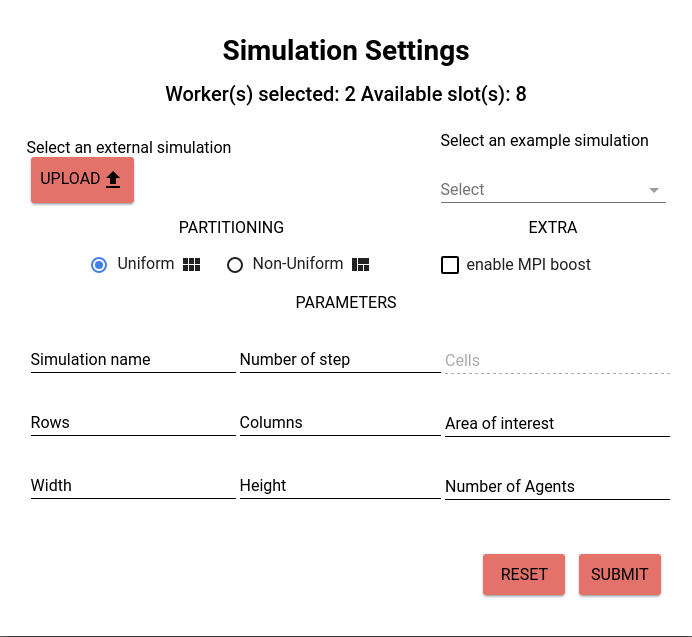 Simulation Settings
Worker(s) selected: 2 Available slot(s): 8
Select an external simulation
Select an example simulation
UPLOAD
Select
PARTITIONING
EXTRA
Uniform
Non-Uniform
enable MPI boost
PARAMETERS
Simulation name
Number of step
Cells
Rows
Columns
Area of interest
Width
Height
Number of Agents
RESET
SUBMIT